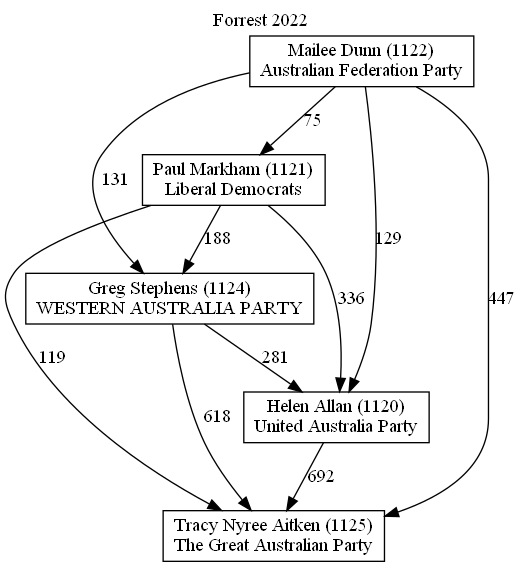 Forrest 2022
Mailee Dunn (1122)
Australian Federation Party
75
Paul Markham (1121)
Liberal Democrats
131
188
129
Greg Stephens (1124)
WESTERN AUSTRALIA PARTY
336
447
119
281
Helen Allan (1120)
United Australia Party
618
692
Tracy Nyree Aitken (1125)
The Great Australian Party